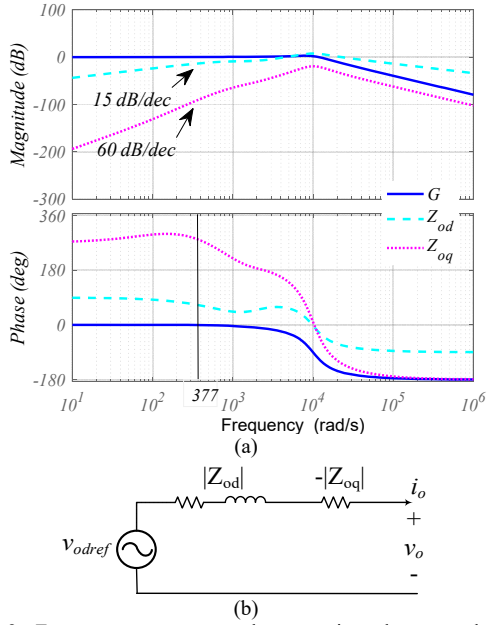 100
0
-100
-200
-300
Magnitude (dB)
15 dB/dec
60 dB/dec
G
Z_od
Z_oq
360
180
0
-180
Phase (deg)
10^1
10^2
377
10^3
10^4
10^5
10^6
Frequency (rad/s)
(a)
|Z_od|
-|Z_oq|
i_o
+
v_odref
v_o
-
(b)